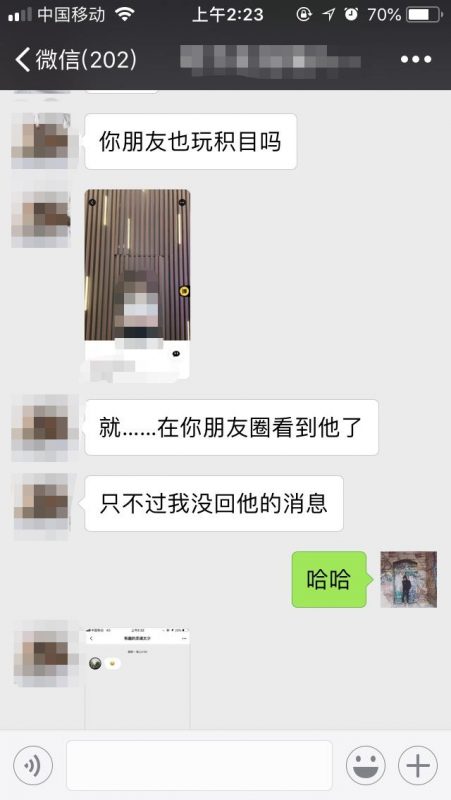 中国移动 上午2:23 70%
微信(202)
你朋友也玩积目吗
就……在你朋友圈看到他了
只不过我没回他的消息
哈哈